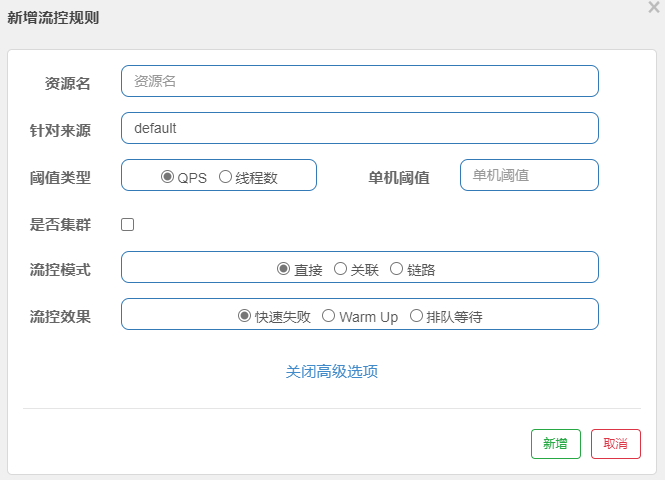 新增流控规则
资源名 资源名
针对来源 default
阈值类型 QPS 线程数 单机阈值 单机阈值
是否集群
流控模式 直接 关联 链路
流控效果 快速失败 Warm Up 排队等待
关闭高级选项
新增 取消